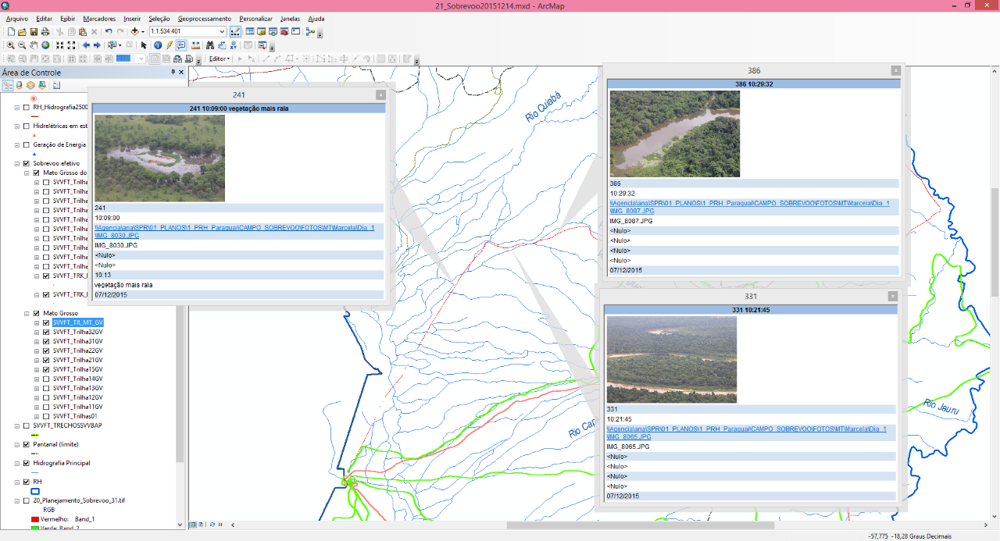 21_Sobrevoo20151214.mxd - ArcMap
Arquivo Editar Exibir Marcadores Inserir Seleção Geoprocessamento Personalizar Janelas Ajuda
1:1.534.401
Editor
Área de Controle
RH_Hidrografia2500
Hidrelétricas em est
Geração de Energia
Sobrevoo efetivo
Mato Grosso do
SVVFT_Trilha
SVVFT_Trilha
SVVFT_Trilha
SVVFT_Trilha
SVVFT_Trilha
SVVFT_Trilha
SVVFT_Trilha
SVVFT_Trilha
SVVFT_Trilha
SVVFT_Trilha
SVVFT_TRK_
SVVFT_TRK_
Mato Grosso
SVVFT_TR_MT_GV
SVVFT_Trilha32GV
SVVFT_Trilha31GV
SVVFT_Trilha22GV
SVVFT_Trilha21GV
SVVFT_Trilha15GV
SVVFT_Trilha14GV
SVVFT_Trilha13GV
SVVFT_Trilha12GV
SVVFT_Trilha11GV
SVVFT_Trilhas01
SVVFT_TRECHOSSVVBAP
Pantanal (limite)
Hidrografia Principal
RH
20_Planejamento_Sobrevoo_31.tif
RGB
Vermelho: Band_1
Verde: Band_2
241
241 10:09:00 vegetação mais rala
241
10:09:00
\\Agencia\ana\SPR\01_PLANOS\1_PRH_Paraguai\CAMPO_SOBREVOO\FOTOS\MT\Marcela\Dia_1
\IMG_8030.JPG
IMG_8030.JPG
<Nulo>
<Nulo>
10:13
vegetação mais rala
07/12/2015
Rio Cuiabá
386
386 10:29:32
386
10:29:32
\\Agencia\ana\SPR\01_PLANOS\1_PRH_Paraguai\CAMPO_SOBREVOO\FOTOS\MT\Marcela\Dia_1
\IMG_8087.JPG
IMG_8087.JPG
<Nulo>
<Nulo>
<Nulo>
<Nulo>
07/12/2015
331
331 10:21:45
331
10:21:45
\\Agencia\ana\SPR\01_PLANOS\1_PRH_Paraguai\CAMPO_SOBREVOO\FOTOS\MT\Marcela\Dia_1
\IMG_8065.JPG
IMG_8065.JPG
<Nulo>
<Nulo>
<Nulo>
<Nulo>
07/12/2015
Rio Jauru
Rio Cap
-57,775 -18,28 Graus Decimais